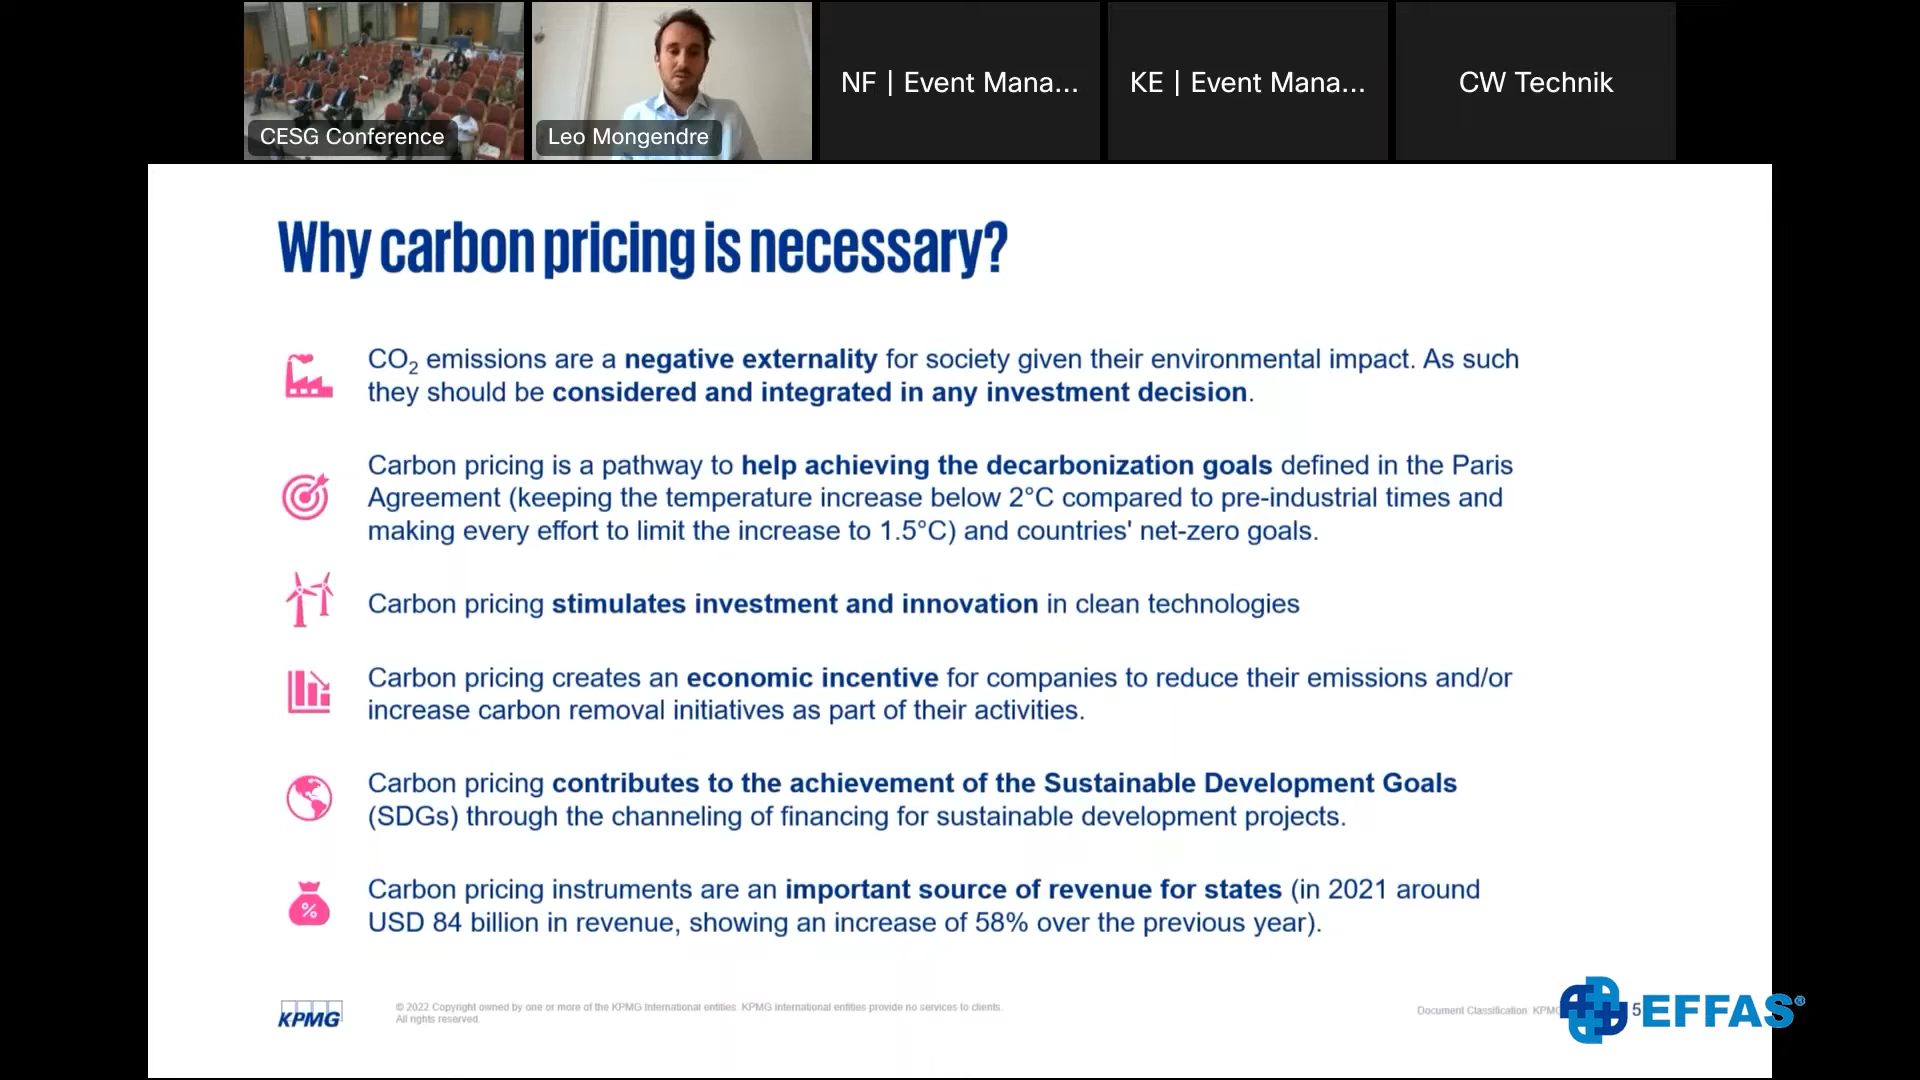 CESG Conference
Leo Mongendre
NF | Event Mana...
KE | Event Mana...
CW Technik
Why carbon pricing is necessary?
CO₂ emissions are a negative externality for society given their environmental impact. As such
they should be considered and integrated in any investment decision.
Carbon pricing is a pathway to help achieving the decarbonization goals defined in the Paris
Agreement (keeping the temperature increase below 2°C compared to pre-industrial times and
making every effort to limit the increase to 1.5°C) and countries' net-zero goals.
Carbon pricing stimulates investment and innovation in clean technologies
Carbon pricing creates an economic incentive for companies to reduce their emissions and/or
increase carbon removal initiatives as part of their activities.
Carbon pricing contributes to the achievement of the Sustainable Development Goals
(SDGs) through the channeling of financing for sustainable development projects.
%
Carbon pricing instruments are an important source of revenue for states (in 2021 around
USD 84 billion in revenue, showing an increase of 58% over the previous year).
KPMG
© 2022 Copyright owned by one or more of the KPMG International entities. KPMG International entities provide no services to clients.
All rights reserved.
Document Classification: KPMG
5
EFFAS®